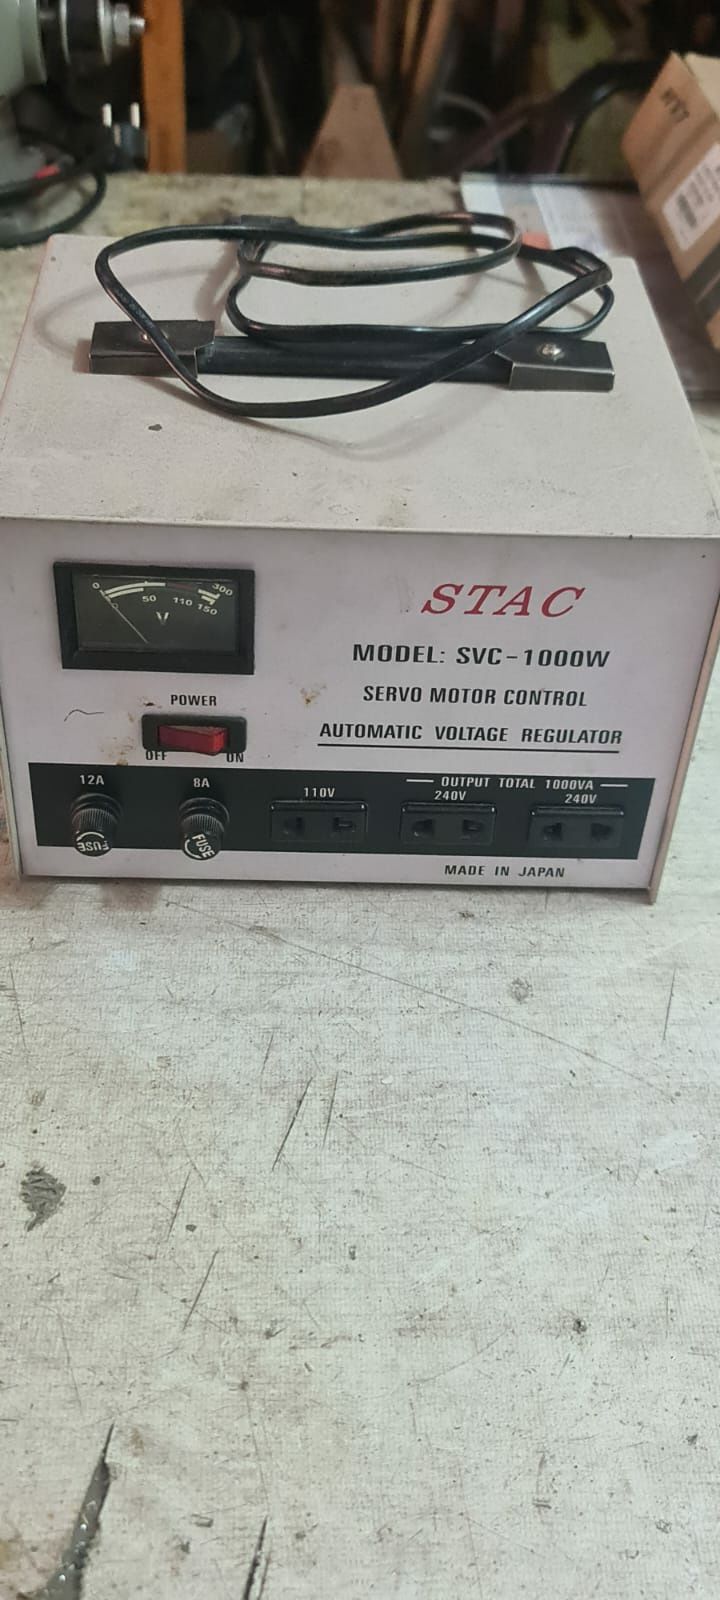 0 300
0 50 110 150
V
STAC
MODEL: SVC-1000W
SERVO MOTOR CONTROL
AUTOMATIC VOLTAGE REGULATOR
POWER
OFF ON
12A
8A
110V
OUTPUT TOTAL 1000VA
240V
240V
FUSE
FUSE
MADE IN JAPAN